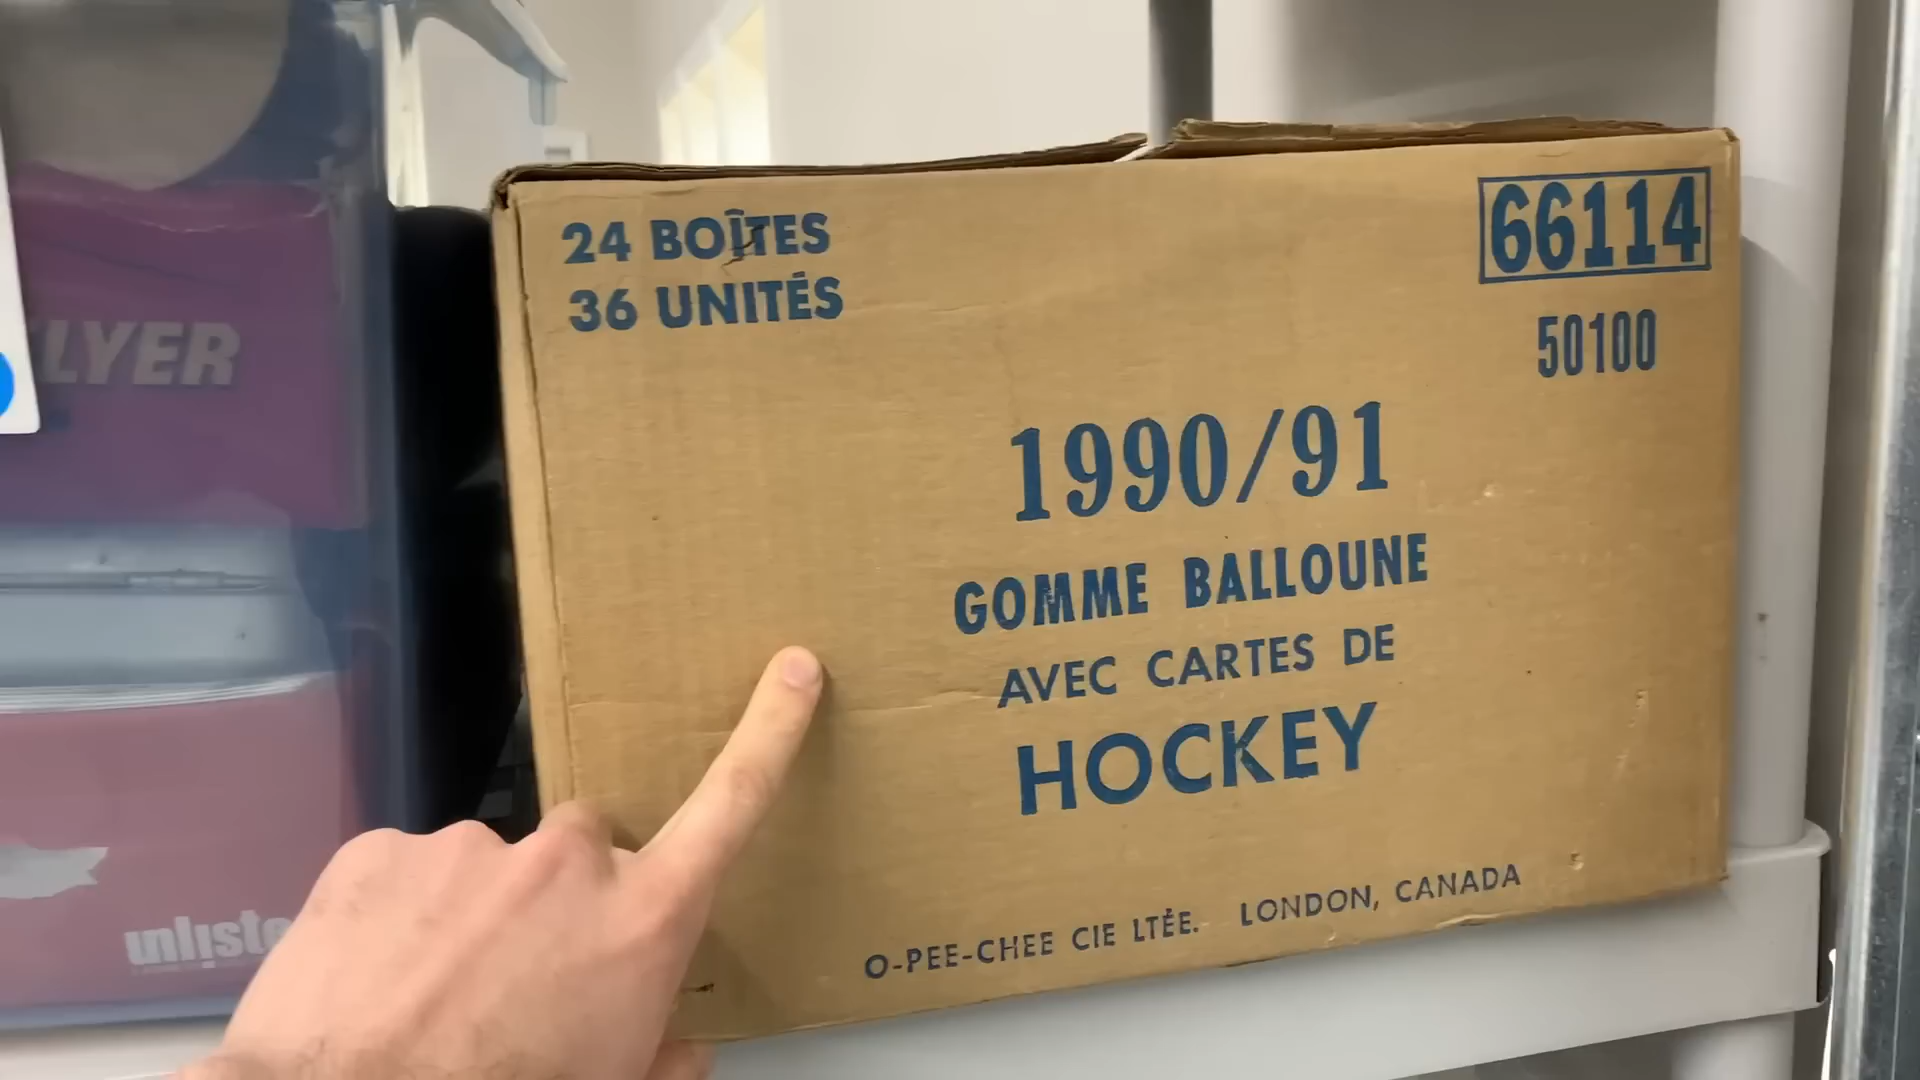 24 BOÎTES
36 UNITÉS
66114
50100
1990/91
GOMME BALLOUNE
AVEC CARTES DE
HOCKEY
O-PEE-CHEE CIE LTÉE. LONDON, CANADA
LYER